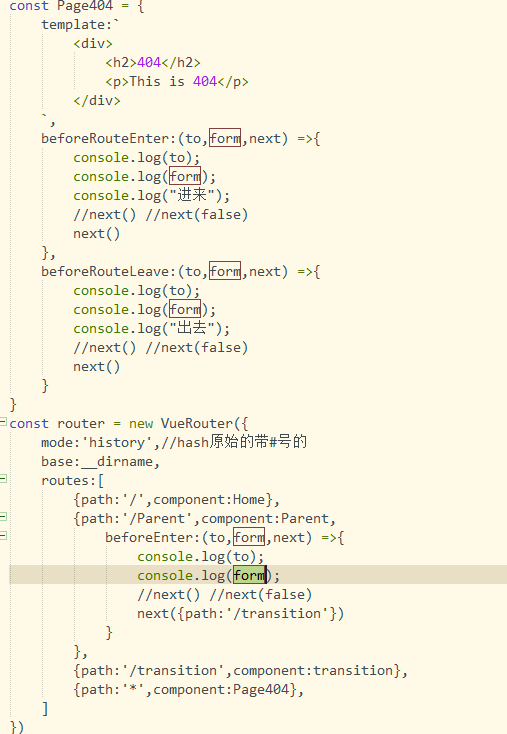 const Page404 = {
template:`
<div>
<h2>404</h2>
<p>This is 404</p>
</div>
`,
beforeRouteEnter:(to,form,next) =>{
console.log(to);
console.log(form);
console.log("进来");
//next() //next(false)
next()
},
beforeRouteLeave:(to,form,next) =>{
console.log(to);
console.log(form);
console.log("出去");
//next() //next(false)
next()
}
}
const router = new VueRouter({
mode:'history',//hash原始的带#号的
base:__dirname,
routes:[
{path:'/',component:Home},
{path:'/Parent',component:Parent,
beforeEnter:(to,form,next) =>{
console.log(to);
console.log(form);
//next() //next(false)
next({path:'/transition'})
}
},
{path:'/transition',component:transition},
{path:'*',component:Page404},
]
})